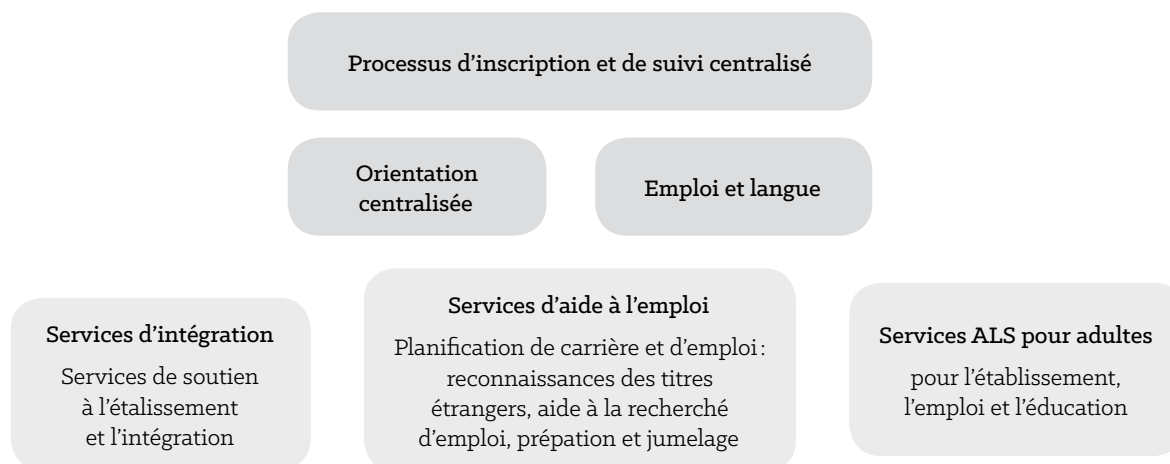 Processus d’inscription et de suivi centralisé
Orientation
centralisée
Emploi et langue
Services d’intégration
Services de soutien
à l’étalissement
et l’intégration
Services d’aide à l’emploi
Planification de carrière et d’emploi :
reconnaissances des titres
étrangers, aide à la recherché
d’emploi, prépation et jumelage
Services ALS pour adultes
pour l’établissement,
l’emploi et l’éducation